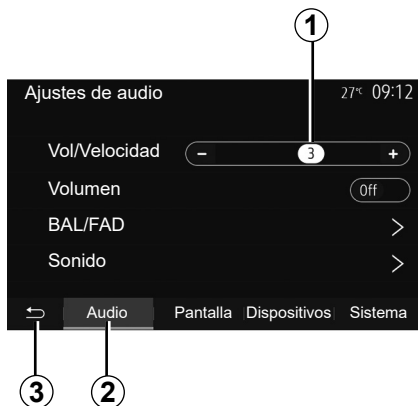 1
Ajustes de audio 27°C 09:12
Vol/Velocidad - 3 +
Volumen Off
BAL/FAD >
Sonido >
Audio Pantalla Dispositivos Sistema
3 2